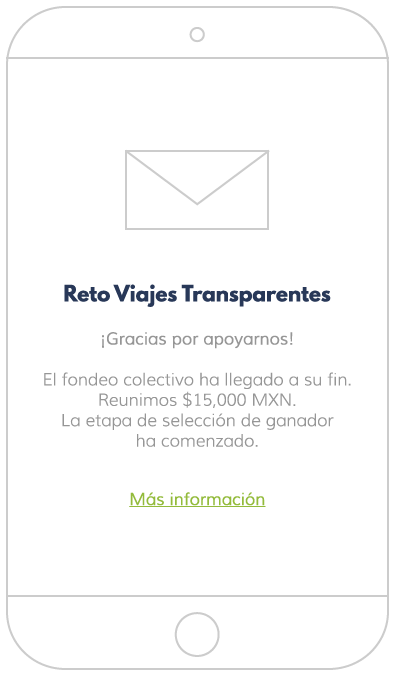 Reto Viajes Transparentes
¡Gracias por apoyarnos!
El fondeo colectivo ha llegado a su fin.
Reunimos $15,000 MXN.
La etapa de selección de ganador
ha comenzado.
Más información